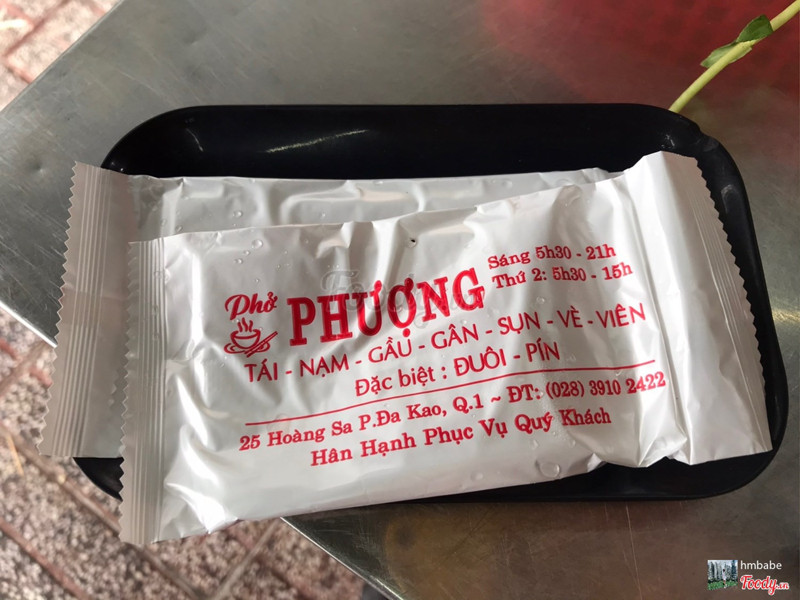 Phở PHƯỢNG
Sáng 5h30 - 21h
Thứ 2: 5h30 - 15h
TÁI - NẠM - GẦU - GÂN - SỤN - VÈ - VIÊN
Đặc biệt : ĐUÔI - PÍN
25 Hoàng Sa P.Đa Kao, Q.1 ~ ĐT: (028) 3910 2422
Hân Hạnh Phục Vụ Quý Khách
hmbabe
Foody.vn